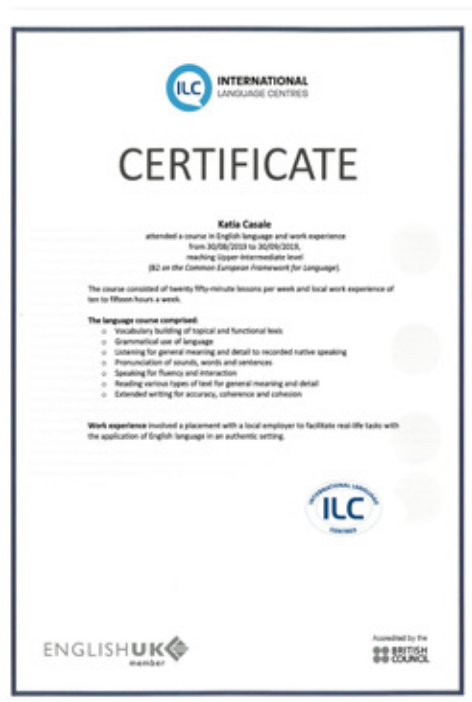 ILC INTERNATIONAL
LANGUAGE CENTRES
CERTIFICATE
Katia Casale
attended a course in English language and work experience
from 30/08/2019 to 30/09/2019,
reaching Upper-Intermediate level
(B2 on the Common European Framework for Language).
The course consisted of twenty fifty-minute lessons per week and local work experience of
ten to fifteen hours a week.
The language course comprised:
o Vocabulary building of topical and functional lexis
o Grammatical use of language
o Listening for general meaning and detail to recorded native speaking
o Pronunciation of sounds, words and sentences
o Speaking for fluency and interaction
o Reading various types of text for general meaning and detail
o Extended writing for accuracy, coherence and cohesion
Work experience involved a placement with a local employer to facilitate real-life tasks with
the application of English language in an authentic setting.
INTERNATIONAL LANGUAGE
ILC
CENTRES
ENGLISHUK
member
Accredited by the
BRITISH
COUNCIL